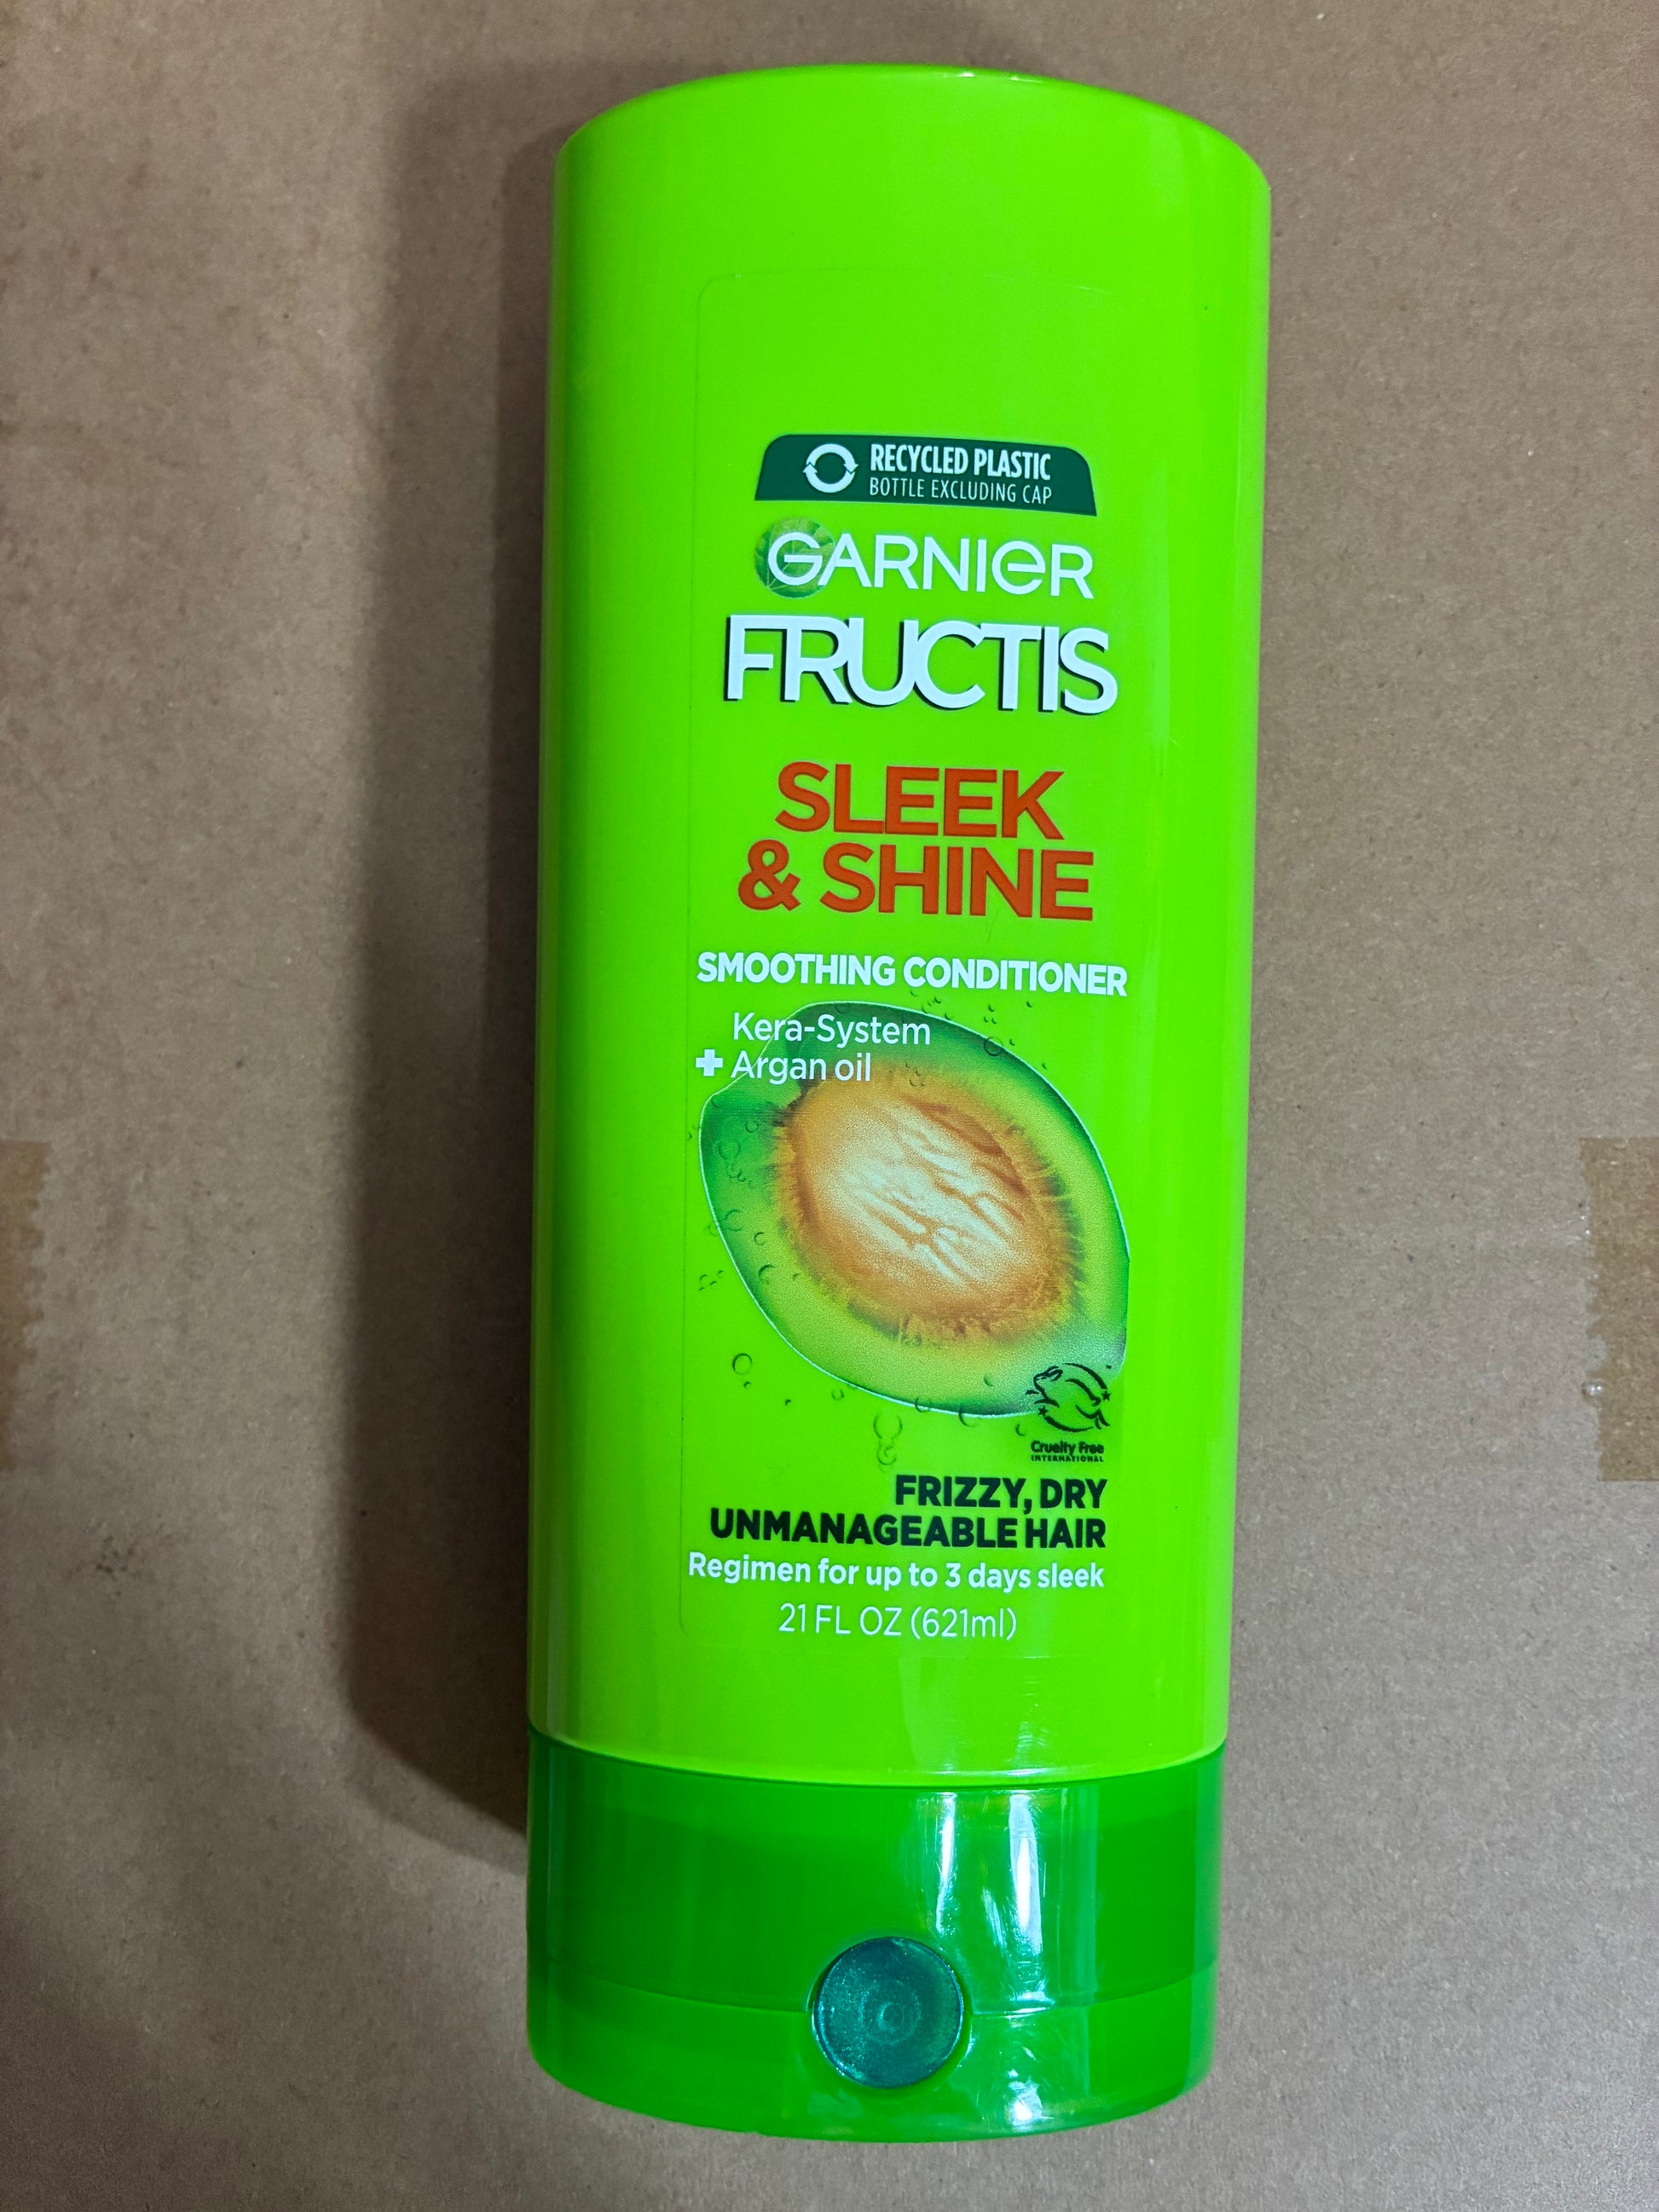 RECYCLED PLASTIC
BOTTLE EXCLUDING CAP
GARNIER
FRUCTIS
SLEEK
& SHINE
SMOOTHING CONDITIONER
Kera-System
+ Argan oil
Cruelty Free
INTERNATIONAL
FRIZZY, DRY
UNMANAGEABLE HAIR
Regimen for up to 3 days sleek
21 FL OZ (621ml)